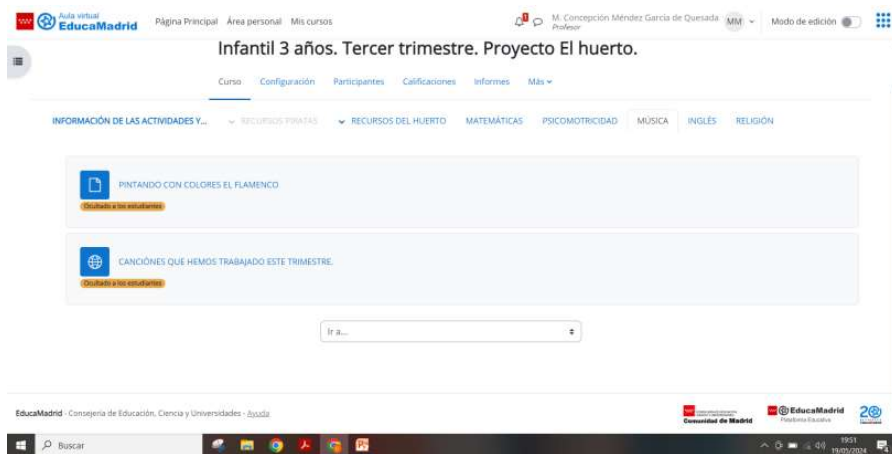 Aula virtual
EducaMadrid
Página Principal Área personal Mis cursos
1
M. Concepción Méndez García de Quesada
Profesor
MM
Modo de edición
Infantil 3 años. Tercer trimestre. Proyecto El huerto.
Curso Configuración Participantes Calificaciones Informes Más
INFORMACIÓN DE LAS ACTIVIDADES Y... RECURSOS PIRATAS RECURSOS DEL HUERTO MATEMÁTICAS PSICOMOTRICIDAD MÚSICA INGLÉS RELIGIÓN
PINTANDO CON COLORES EL FLAMENCO
Ocultado a los estudiantes
CANCIÓNES QUE HEMOS TRABAJADO ESTE TRIMESTRE.
Ocultado a los estudiantes
Ir a...
EducaMadrid - Consejería de Educación, Ciencia y Universidades - Ayuda
Comunidad de Madrid
EducaMadrid
Plataforma Educativa
Buscar
19:51
19/05/2024